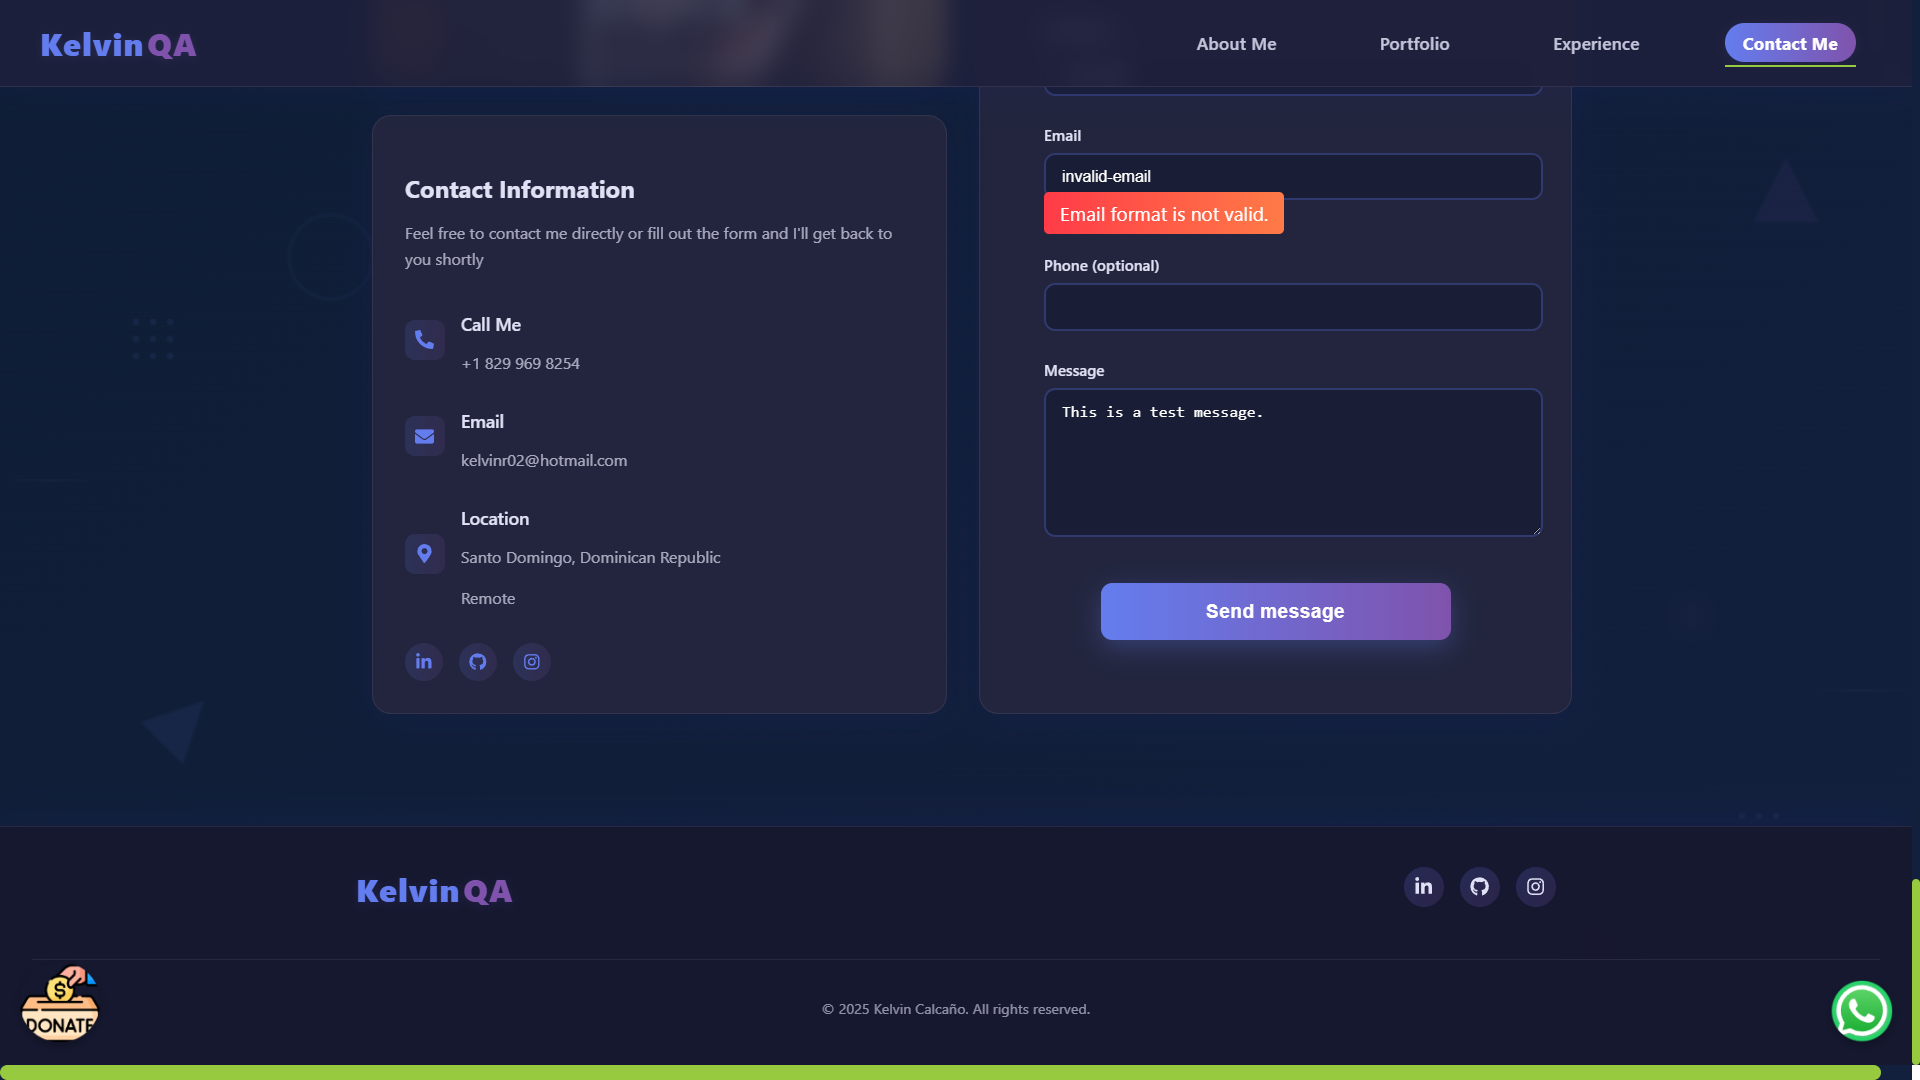 KelvinQA
About Me
Portfolio
Experience
Contact Me
Contact Information
Feel free to contact me directly or fill out the form and I'll get back to
you shortly
Call Me
+1 829 969 8254
Email
kelvinr02@hotmail.com
Location
Santo Domingo, Dominican Republic
Remote
Email
invalid-email
Email format is not valid.
Phone (optional)
Message
This is a test message.
Send message
KelvinQA
DONATE
© 2025 Kelvin Calcaño. All rights reserved.